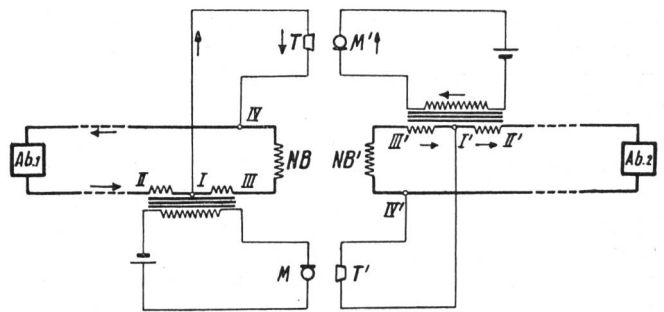 T M'
IV
III' I' II'
Ab.1 NB NB' Ab.2
II I III
IV'
M T'